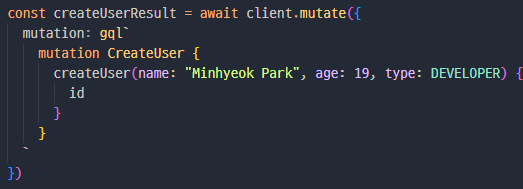 const createUserResult = await client.mutate({
  mutation: gql`
    mutation CreateUser {
      createUser(name: "Minhyeok Park", age: 19, type: DEVELOPER) {
        id
      }
    }
  `
})